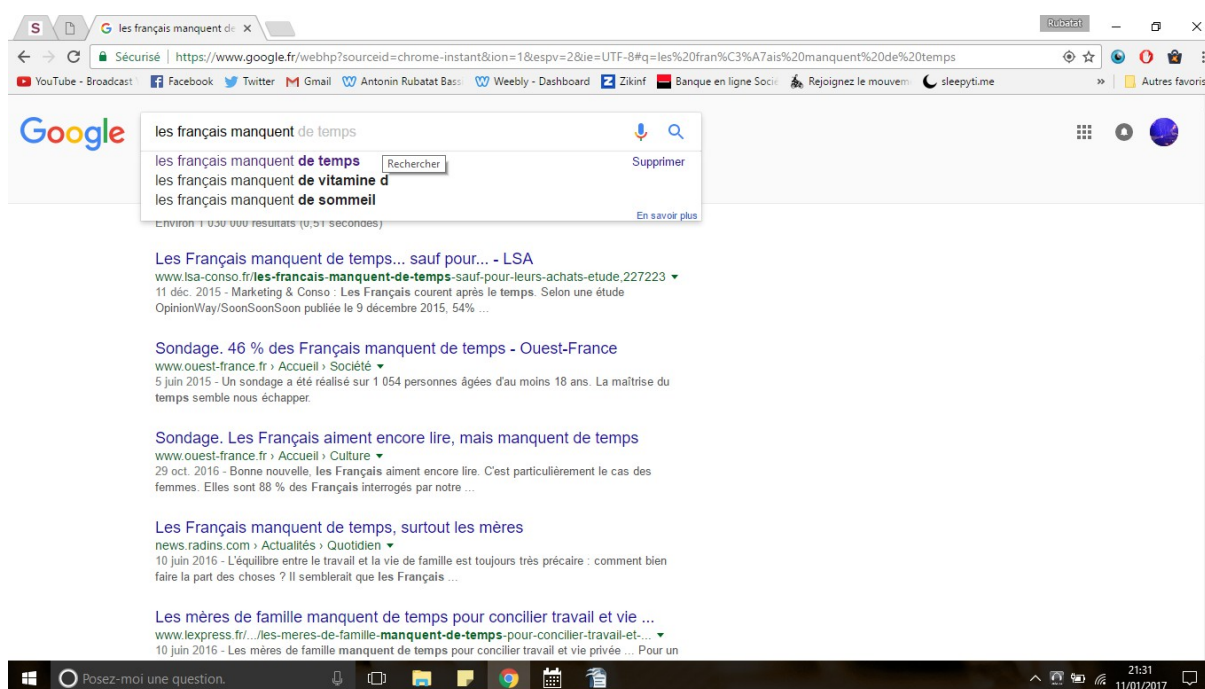 S
G les français manquent de
Rubatat
Sécurisé | https://www.google.fr/webhp?sourceid=chrome-instant&ion=1&espv=2&ie=UTF-8#q=les%20fran%C3%A7ais%20manquent%20de%20temps
YouTube - Broadcast Facebook Twitter Gmail Antonin Rubatat Bass Weebly - Dashboard Zikinf Banque en ligne Socié Rejoignez le mouvem sleepyti.me » Autres favoris
Google
les français manquent de temps
les français manquent de temps Supprimer
Rechercher
les français manquent de vitamine d
les français manquent de sommeil
En savoir plus
Environ 1 030 000 résultats (0,51 secondes)
Les Français manquent de temps... sauf pour... - LSA
www.lsa-conso.fr/les-francais-manquent-de-temps-sauf-pour-leurs-achats-etude,227223
11 déc. 2015 - Marketing & Conso : Les Français courent après le temps. Selon une étude
OpinionWay/SoonSoonSoon publiée le 9 décembre 2015, 54% ...
Sondage. 46 % des Français manquent de temps - Ouest-France
www.ouest-france.fr › Accueil › Société
5 juin 2015 - Un sondage a été réalisé sur 1 054 personnes âgées d'au moins 18 ans. La maîtrise du
temps semble nous échapper.
Sondage. Les Français aiment encore lire, mais manquent de temps
www.ouest-france.fr › Accueil › Culture
29 oct. 2016 - Bonne nouvelle, les Français aiment encore lire. C'est particulièrement le cas des
femmes. Elles sont 88 % des Français interrogés par notre ...
Les Français manquent de temps, surtout les mères
news.radins.com › Actualités › Quotidien
10 juin 2016 - L'équilibre entre le travail et la vie de famille est toujours très précaire : comment bien
faire la part des choses ? Il semblerait que les Français ...
Les mères de famille manquent de temps pour concilier travail et vie ...
www.lexpress.fr/.../les-meres-de-famille-manquent-de-temps-pour-concilier-travail-et-...
10 juin 2016 - Les mères de famille manquent de temps pour concilier travail et vie privée ... Pour un
Posez-moi une question.
21:31
11/01/2017